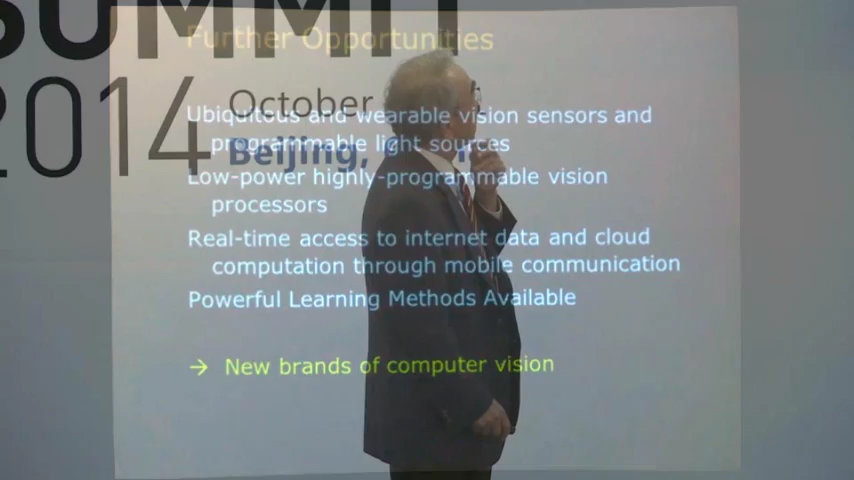 SUMMIT
2014
October
Beijing,
Further Opportunities
Ubiquitous and wearable vision sensors and
programmable light sources
Low-power highly-programmable vision
processors
Real-time access to internet data and cloud
computation through mobile communication
Powerful Learning Methods Available
→ New brands of computer vision